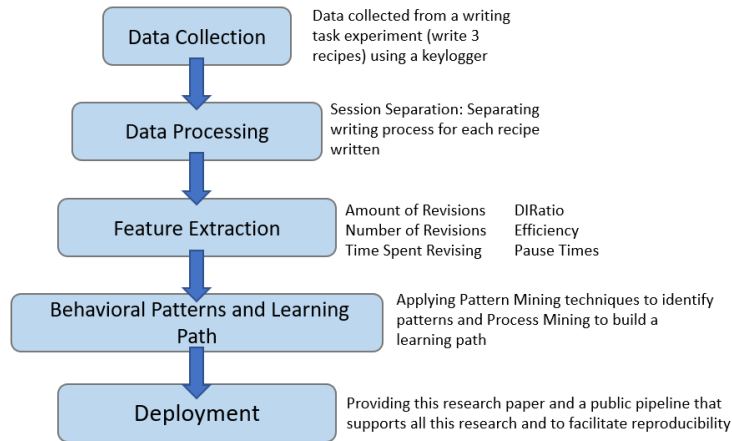 Data Collection
Data collected from a writing
task experiment (write 3
recipes) using a keylogger
Data Processing
Session Separation: Separating
writing process for each recipe
written
Feature Extraction
Amount of Revisions DIRatio
Number of Revisions Efficiency
Time Spent Revising Pause Times
Behavioral Patterns and Learning
Path
Applying Pattern Mining techniques to identify
patterns and Process Mining to build a
learning path
Deployment
Providing this research paper and a public pipeline that
supports all this research and to facilitate reproducibility